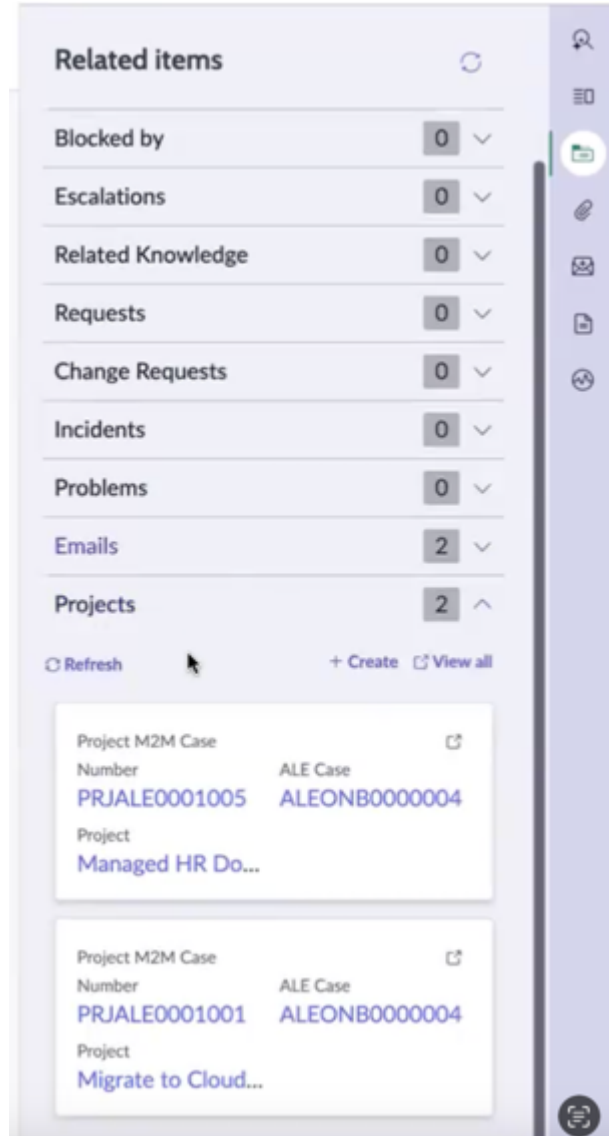 Related items
Blocked by 0
Escalations 0
Related Knowledge 0
Requests 0
Change Requests 0
Incidents 0
Problems 0
Emails 2
Projects 2
Refresh + Create View all
Project M2M Case
Number ALE Case
PRJALE0001005 ALEONB0000004
Project
Managed HR Do...
Project M2M Case
Number ALE Case
PRJALE0001001 ALEONB0000004
Project
Migrate to Cloud...